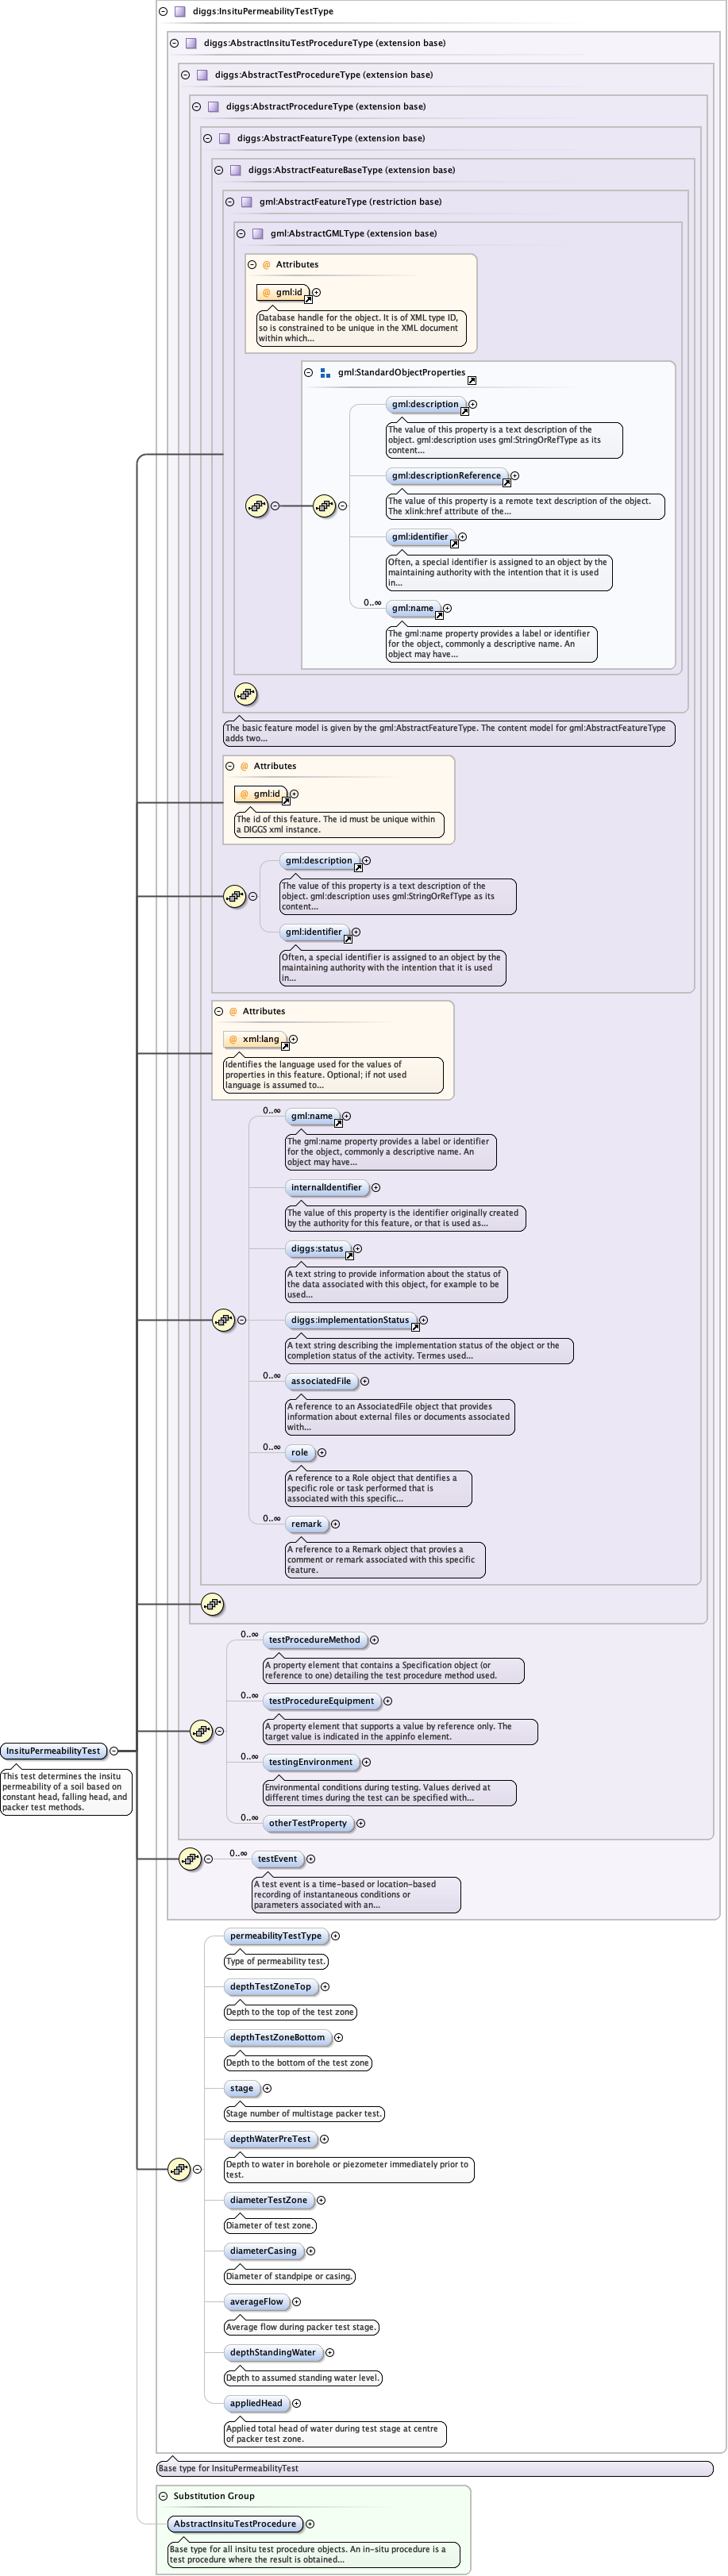 diggs:InsituPermeabilityTestType
diggs:AbstractInsituTestProcedureType (extension base)
diggs:AbstractTestProcedureType (extension base)
diggs:AbstractProcedureType (extension base)
diggs:AbstractFeatureType (extension base)
diggs:AbstractFeatureBaseType (extension base)
gml:AbstractFeatureType (restriction base)
gml:AbstractGMLType (extension base)
@ Attributes
@ gml:id
Database handle for the object. It is of XML type ID,
so is constrained to be unique in the XML document
within which...
gml:StandardObjectProperties
gml:description
The value of this property is a text description of the
object. gml:description uses gml:StringOrRefType as its
content...
gml:descriptionReference
The value of this property is a remote text description of the object.
The xlink:href attribute of the...
gml:identifier
Often, a special identifier is assigned to an object by the
maintaining authority with the intention that it is used
in...
0..∞
gml:name
The gml:name property provides a label or identifier
for the object, commonly a descriptive name. An
object may have...
The basic feature model is given by the gml:AbstractFeatureType. The content model for gml:AbstractFeatureType
adds two...
@ Attributes
@ gml:id
The id of this feature. The id must be unique within
a DIGGS xml instance.
gml:description
The value of this property is a text description of the
object. gml:description uses gml:StringOrRefType as its
content...
gml:identifier
Often, a special identifier is assigned to an object by the
maintaining authority with the intention that it is used
in...
@ Attributes
@ xml:lang
Identifies the language used for the values of
properties in this feature. Optional; if not used
language is assumed to...
0..∞
gml:name
The gml:name property provides a label or identifier
for the object, commonly a descriptive name. An
object may have...
internalIdentifier
The value of this property is the identifier originally created
by the authority for this feature, or that is used as...
diggs:status
A text string to provide information about the status of
the data associated with this object, for example to be
used...
diggs:implementationStatus
A text string describing the implementation status of the object or the
completion status of the activity. Termes used...
0..∞
associatedFile
A reference to an AssociatedFile object that provides
information about external files or documents associated
with...
0..∞
role
A reference to a Role object that dentifies a
specific role or task performed that is
associated with this specific...
0..∞
remark
A reference to a Remark object that provies a
comment or remark associated with this specific
feature.
0..∞
testProcedureMethod
A property element that contains a Specification object (or
reference to one) detailing the test procedure method used.
0..∞
testProcedureEquipment
A property element that supports a value by reference only. The
target value is indicated in the appinfo element.
InsituPermeabilityTest
This test determines the insitu
permeability of a soil based on
constant head, falling head, and
packer test methods.
0..∞
testingEnvironment
Environmental conditions during testing. Values derived at
different times during the test can be specified with...
0..∞
otherTestProperty
0..∞
testEvent
A test event is a time-based or location-based
recording of instantaneous conditions or
parameters associated with an...
permeabilityTestType
Type of permeability test.
depthTestZoneTop
Depth to the top of the test zone
depthTestZoneBottom
Depth to the bottom of the test zone
stage
Stage number of multistage packer test.
depthWaterPreTest
Depth to water in borehole or piezometer immediately prior to
test.
diameterTestZone
Diameter of test zone.
diameterCasing
Diameter of standpipe or casing.
averageFlow
Average flow during packer test stage.
depthStandingWater
Depth to assumed standing water level.
appliedHead
Applied total head of water during test stage at centre
of packer test zone.
Base type for InsituPermeabilityTest
Substitution Group
AbstractInsituTestProcedure
Base type for all insitu test procedure objects. An in-situ procedure is a
test procedure where the result is obtained...